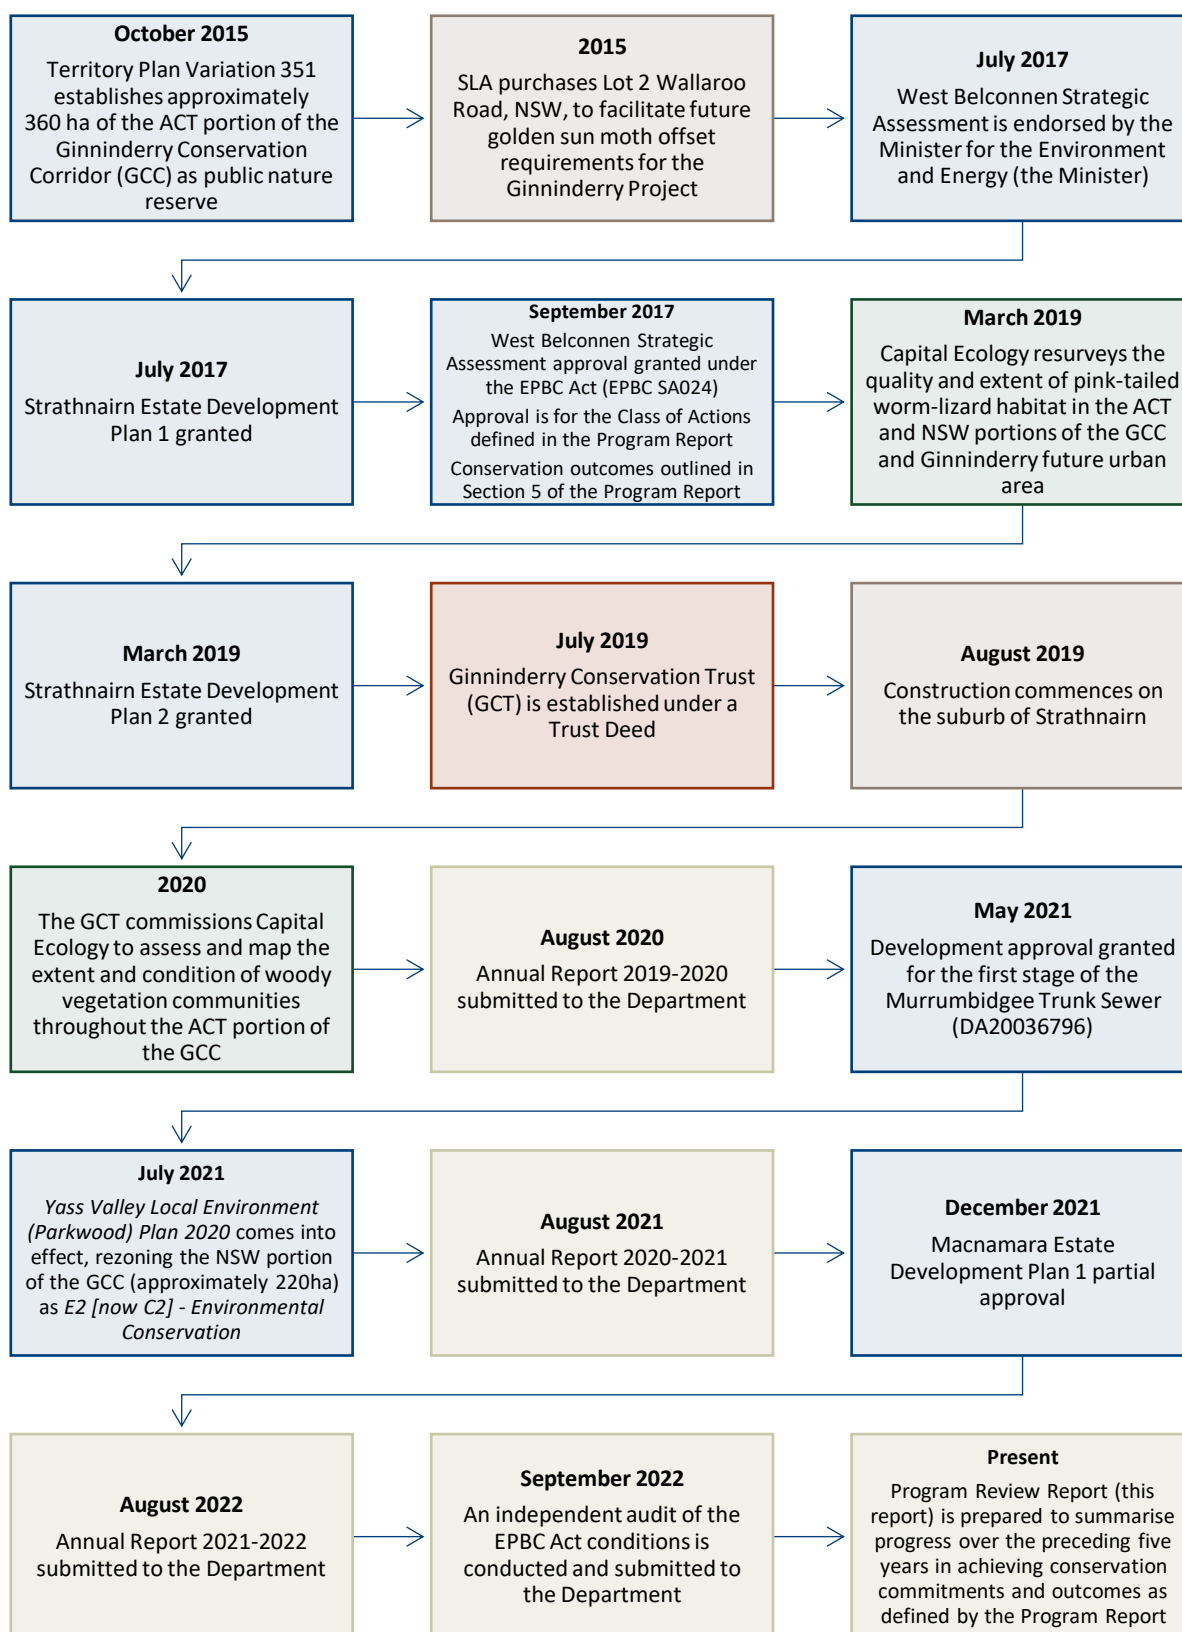 October 2015
Territory Plan Variation 351
establishes approximately
360 ha of the ACT portion of the
Ginninderry Conservation
Corridor (GCC) as public nature
reserve
2015
SLA purchases Lot 2 Wallaroo
Road, NSW, to facilitate future
golden sun moth offset
requirements for the
Ginninderry Project
July 2017
West Belconnen Strategic
Assessment is endorsed by the
Minister for the Environment
and Energy (the Minister)
July 2017
Strathnairn Estate Development
Plan 1 granted
September 2017
West Belconnen Strategic
Assessment approval granted under
the EPBC Act (EPBC SA024)
Approval is for the Class of Actions
defined in the Program Report
Conservation outcomes outlined in
Section 5 of the Program Report
March 2019
Capital Ecology resurveys the
quality and extent of pink-tailed
worm-lizard habitat in the ACT
and NSW portions of the GCC
and Ginninderry future urban
area
March 2019
Strathnairn Estate Development
Plan 2 granted
July 2019
Ginninderry Conservation Trust
(GCT) is established under a
Trust Deed
August 2019
Construction commences on
the suburb of Strathnairn
2020
The GCT commissions Capital
Ecology to assess and map the
extent and condition of woody
vegetation communities
throughout the ACT portion of
the GCC
August 2020
Annual Report 2019-2020
submitted to the Department
May 2021
Development approval granted
for the first stage of the
Murrumbidgee Trunk Sewer
(DA20036796)
July 2021
Yass Valley Local Environment
(Parkwood) Plan 2020 comes into
effect, rezoning the NSW portion
of the GCC (approximately 220ha)
as E2 [now C2] - Environmental
Conservation
August 2021
Annual Report 2020-2021
submitted to the Department
December 2021
Macnamara Estate
Development Plan 1 partial
approval
August 2022
Annual Report 2021-2022
submitted to the Department
September 2022
An independent audit of the
EPBC Act conditions is
conducted and submitted to
the Department
Present
Program Review Report (this
report) is prepared to summarise
progress over the preceding five
years in achieving conservation
commitments and outcomes as
defined by the Program Report